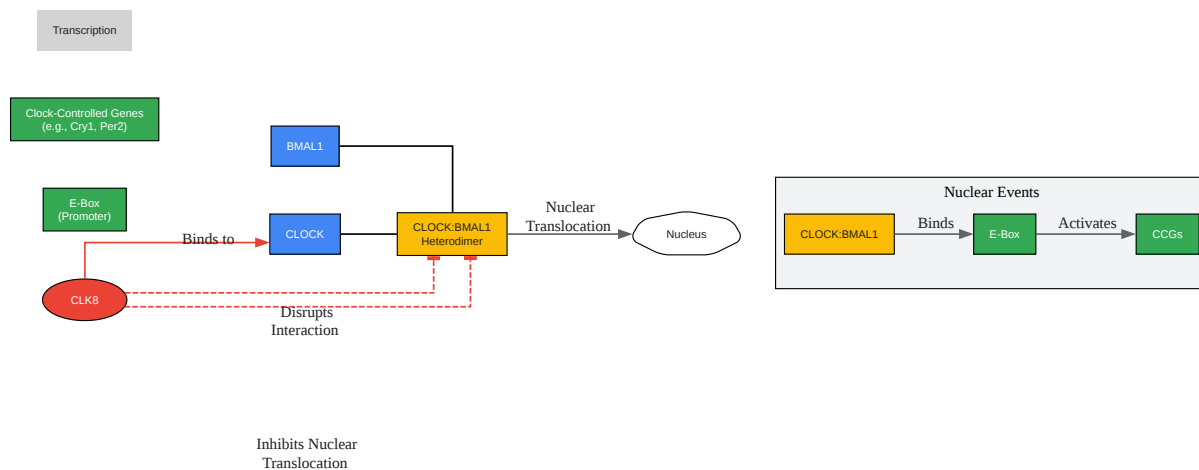 Transcription
Clock-Controlled Genes
(e.g., Cry1, Per2)
BMAL1
E-Box
(Promoter)
Binds to
CLOCK
CLOCK:BMAL1
Heterodimer
Nuclear
Translocation
Nucleus
Nuclear Events
CLOCK:BMAL1
Binds
E-Box
Activates
CCGs
CLK8
Disrupts
Interaction
Inhibits Nuclear
Translocation